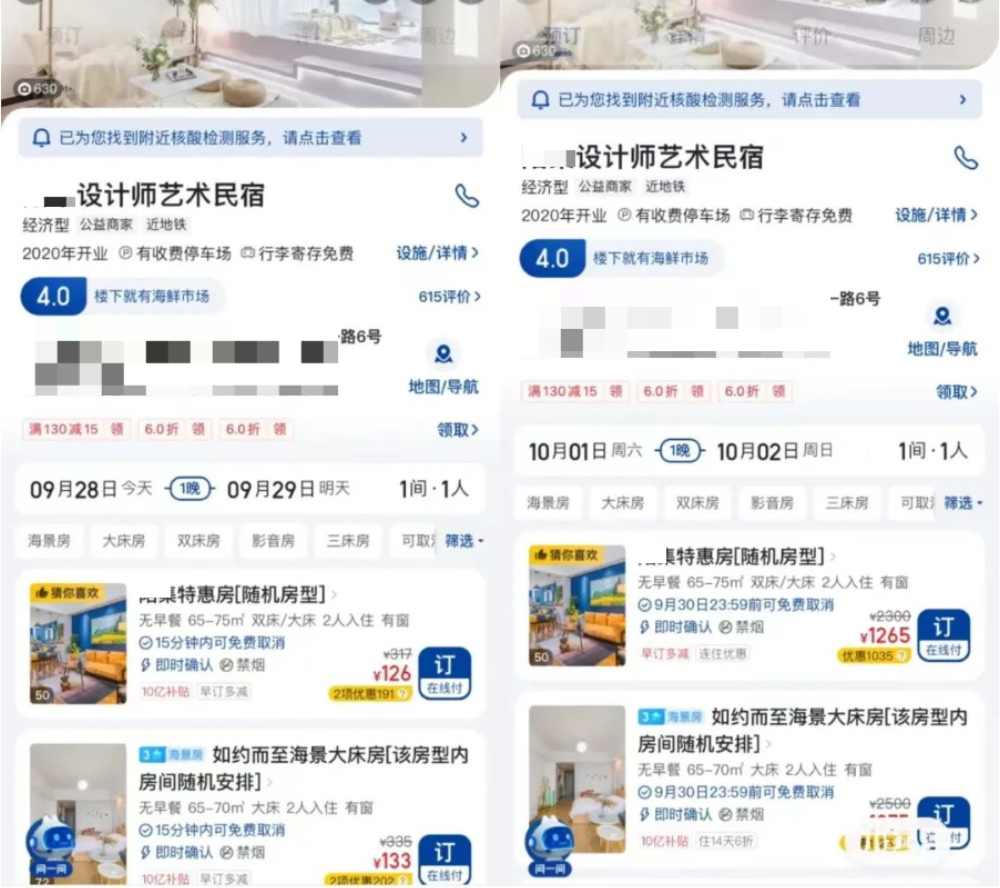 预订
评价
周边
630
已为您找到附近核酸检测服务，请点击查看
设计师艺术民宿
经济型 公益商家 近地铁
2020年开业 有收费停车场 行李寄存免费 设施/详情
4.0 楼下就有海鲜市场 615评价
路6号
地图/导航
满130减15 领 6.0折 领 6.0折 领 领取
09月28日 今天 1晚 09月29日 明天 1间·1人
海景房 大床房 双床房 影音房 三床房 可取 筛选
猜你喜欢
集特惠房[随机房型]
无早餐 65-75㎡ 双床/大床 2人入住 有窗
15分钟内可免费取消
即时确认 禁烟
10亿补贴 早订多减
50
¥317
¥126
2项优惠191
订
在线付
3 海景房 如约而至海景大床房[该房型内房间随机安排]
无早餐 65-70㎡ 大床 2人入住 有窗
15分钟内可免费取消
即时确认 禁烟
10亿补贴 早订多减
¥335
¥133
2项优惠202
订
在线付
问一问
72
630
预订
详情
评价
周边
已为您找到附近核酸检测服务，请点击查看
设计师艺术民宿
经济型 公益商家 近地铁
2020年开业 有收费停车场 行李寄存免费 设施/详情
4.0 楼下就有海鲜市场 615评价
路6号
地图/导航
满130减15 领 6.0折 领 6.0折 领 领取
10月01日 周六 1晚 10月02日 周日 1间·1人
海景房 大床房 双床房 影音房 三床房 可取 筛选
猜你喜欢
集特惠房[随机房型]
无早餐 65-75㎡ 双床/大床 2人入住 有窗
9月30日23:59前可免费取消
即时确认 禁烟
早订多减 连住优惠
50
¥2300
¥1265
优惠1035
订
在线付
3 海景房 如约而至海景大床房[该房型内房间随机安排]
无早餐 65-70㎡ 大床 2人入住 有窗
9月30日23:59前可免费取消
即时确认 禁烟
10亿补贴 住14天6折
¥2500
订
问一问